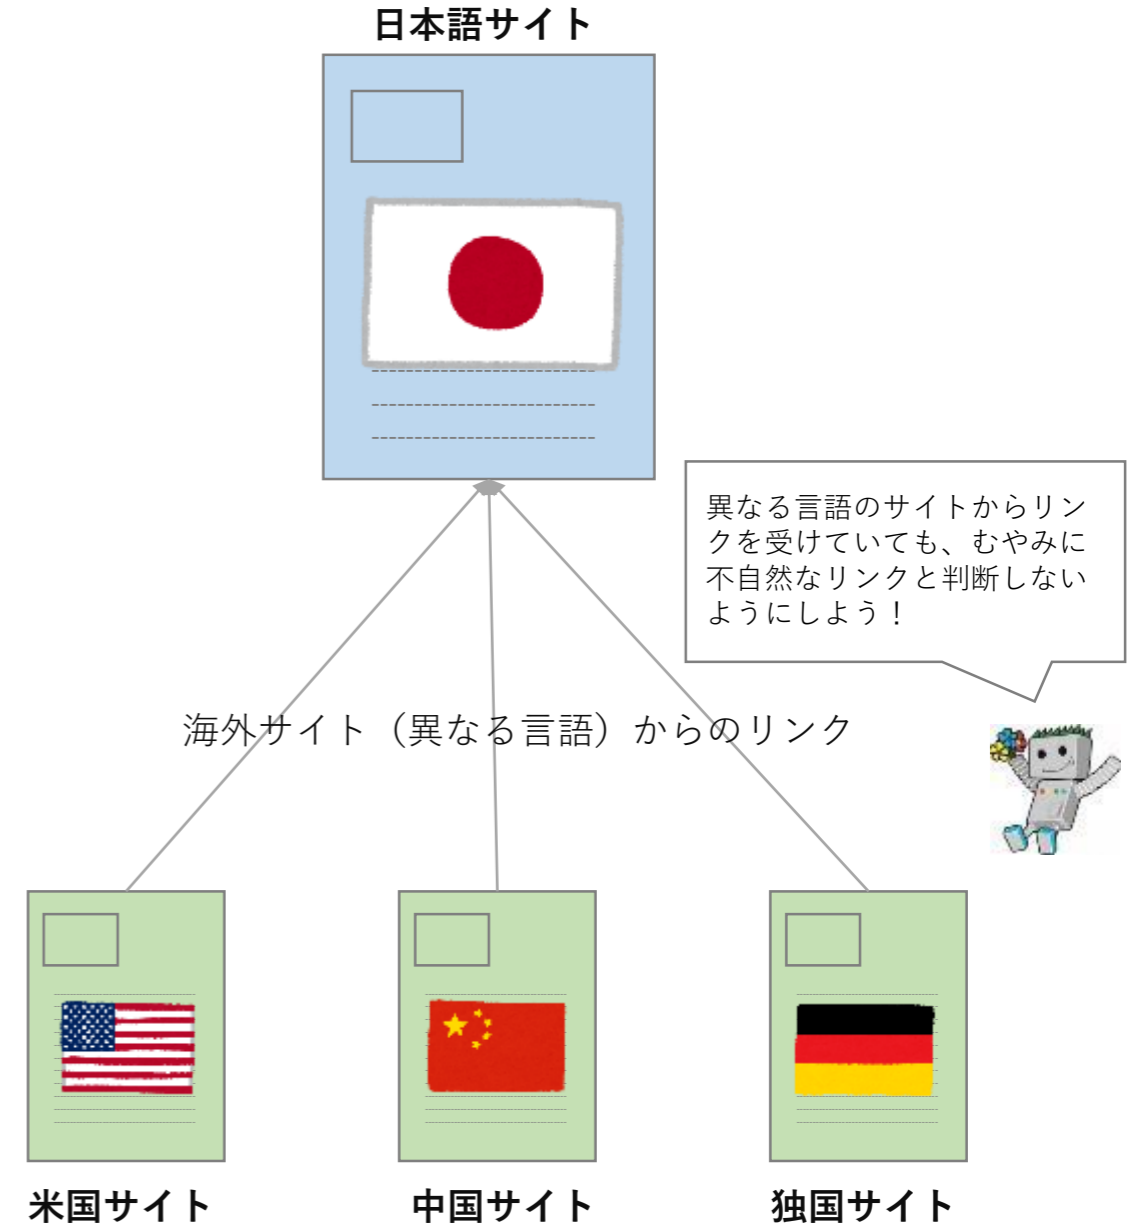 日本語サイト
異なる言語のサイトからリン
クを受けていても、むやみに
不自然なリンクと判断しない
ようにしよう！
海外サイト（異なる言語）からのリンク
米国サイト
中国サイト
独国サイト